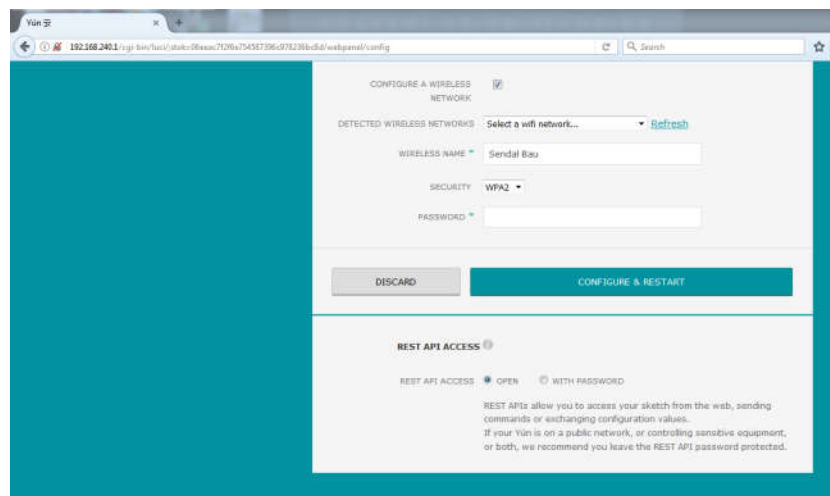 Yún 云
192.168.240.1
Search
CONFIGURE A WIRELESS
NETWORK
DETECTED WIRELESS NETWORKS Select a wifi network... Refresh
WIRELESS NAME * Sendal Bau
SECURITY WPA2
PASSWORD *
DISCARD CONFIGURE & RESTART
REST API ACCESS
REST API ACCESS OPEN WITH PASSWORD
REST APIs allow you to access your sketch from the web, sending
commands or exchanging configuration values.
If your Yún is on a public network, or controlling sensitive equipment,
or both, we recommend you leave the REST API password protected.